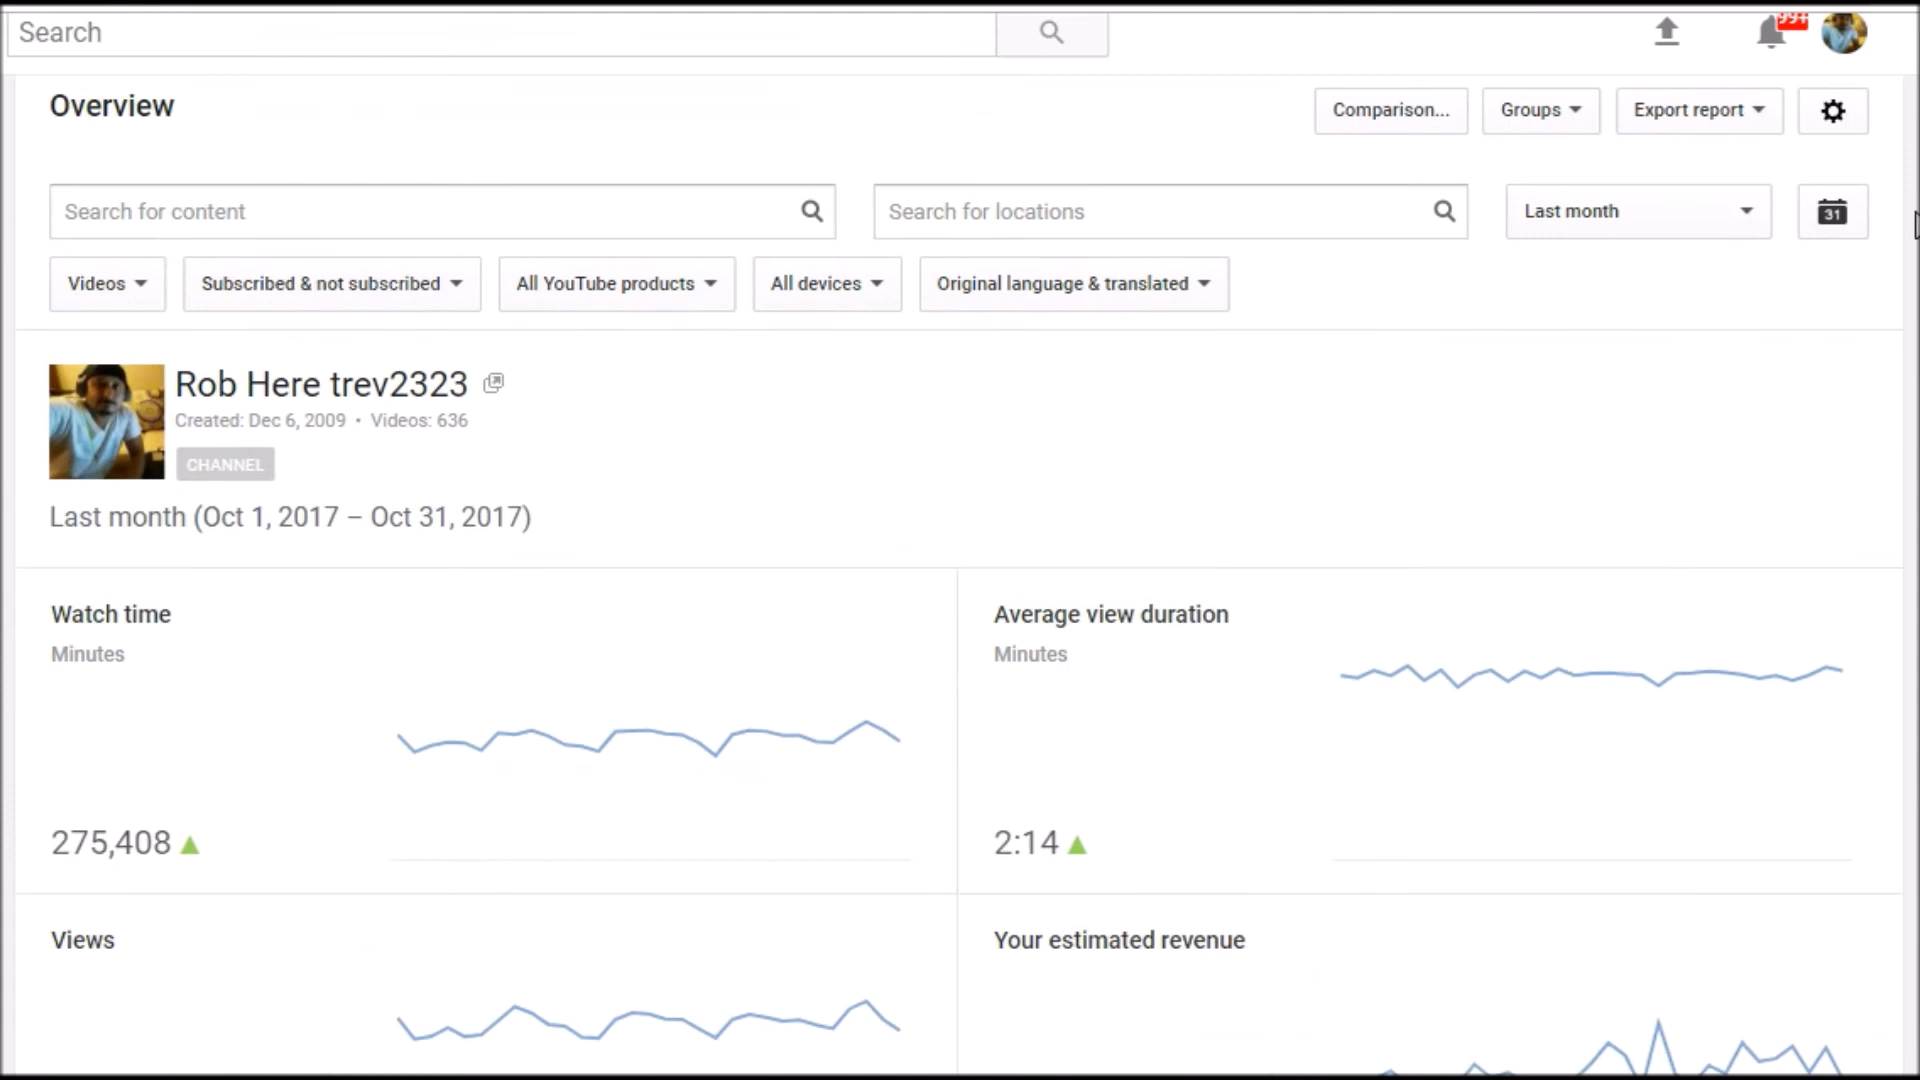 Search
99+
Overview
Comparison...
Groups
Export report
Search for content
Search for locations
Last month
31
Videos
Subscribed & not subscribed
All YouTube products
All devices
Original language & translated
Rob Here trev2323
Created: Dec 6, 2009 • Videos: 636
CHANNEL
Last month (Oct 1, 2017 – Oct 31, 2017)
Watch time
Minutes
275,408
Average view duration
Minutes
2:14
Views
Your estimated revenue